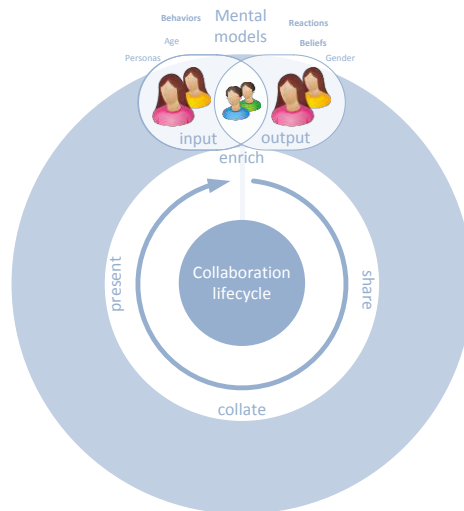 Behaviors
Mental
models
Reactions
Age
Beliefs
Personas
Gender
input
output
enrich
Collaboration
lifecycle
present
share
collate